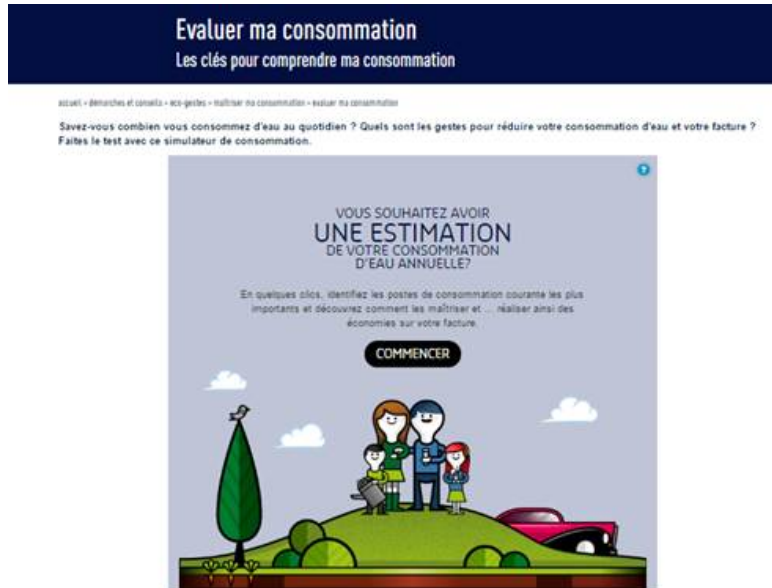 Evaluer ma consommation
Les clés pour comprendre ma consommation
accueil > démarches et conseils > eco-gestes > maîtriser ma consommation > evaluer ma consommation
Savez-vous combien vous consommez d'eau au quotidien ? Quels sont les gestes pour réduire votre consommation d'eau et votre facture ?
Faites le test avec ce simulateur de consommation.
?
VOUS SOUHAITEZ AVOIR
UNE ESTIMATION
DE VOTRE CONSOMMATION
D'EAU ANNUELLE?
En quelques clics, identifiez les postes de consommation courante les plus
importants et découvrez comment les maîtriser et ... réaliser ainsi des
économies sur votre facture.
COMMENCER